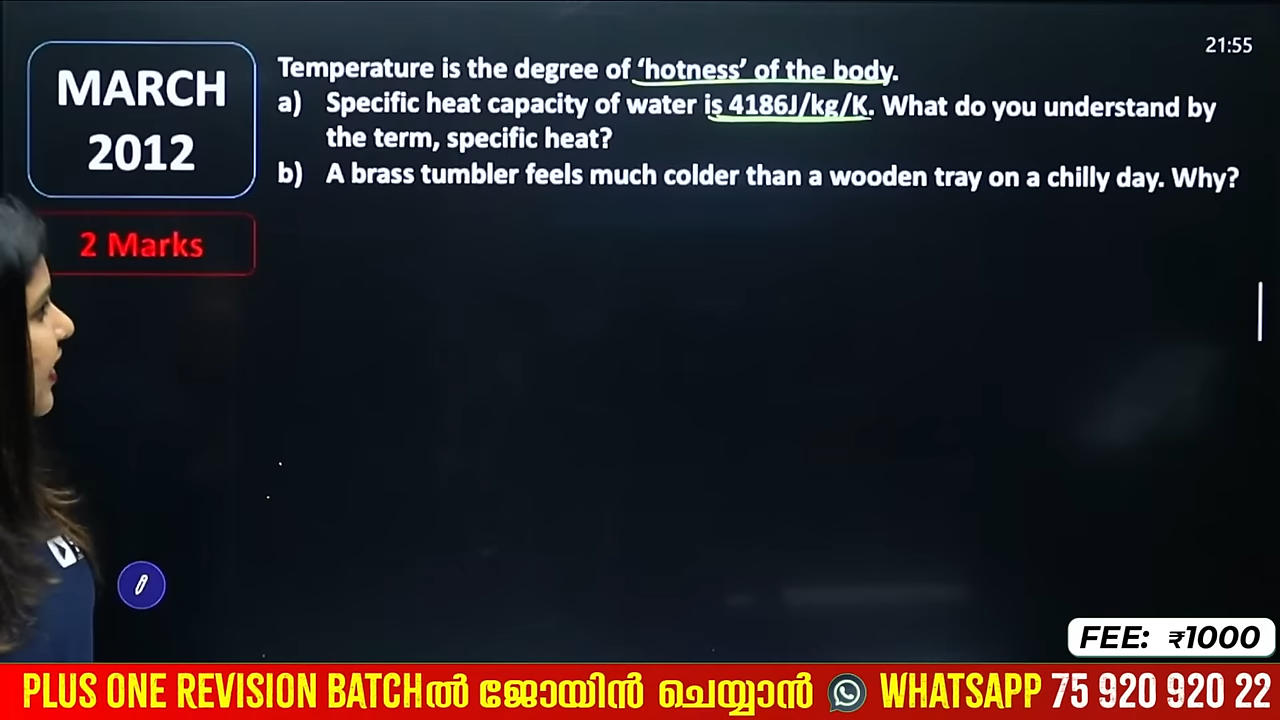 21:55
MARCH
2012
2 Marks
Temperature is the degree of ‘hotness’ of the body.
a) Specific heat capacity of water is 4186J/kg/K. What do you understand by
the term, specific heat?
b) A brass tumbler feels much colder than a wooden tray on a chilly day. Why?
FEE: ₹1000
PLUS ONE REVISION BATCHൽ ജോയിൻ ചെയ്യാൻ WHATSAPP 75 920 920 22